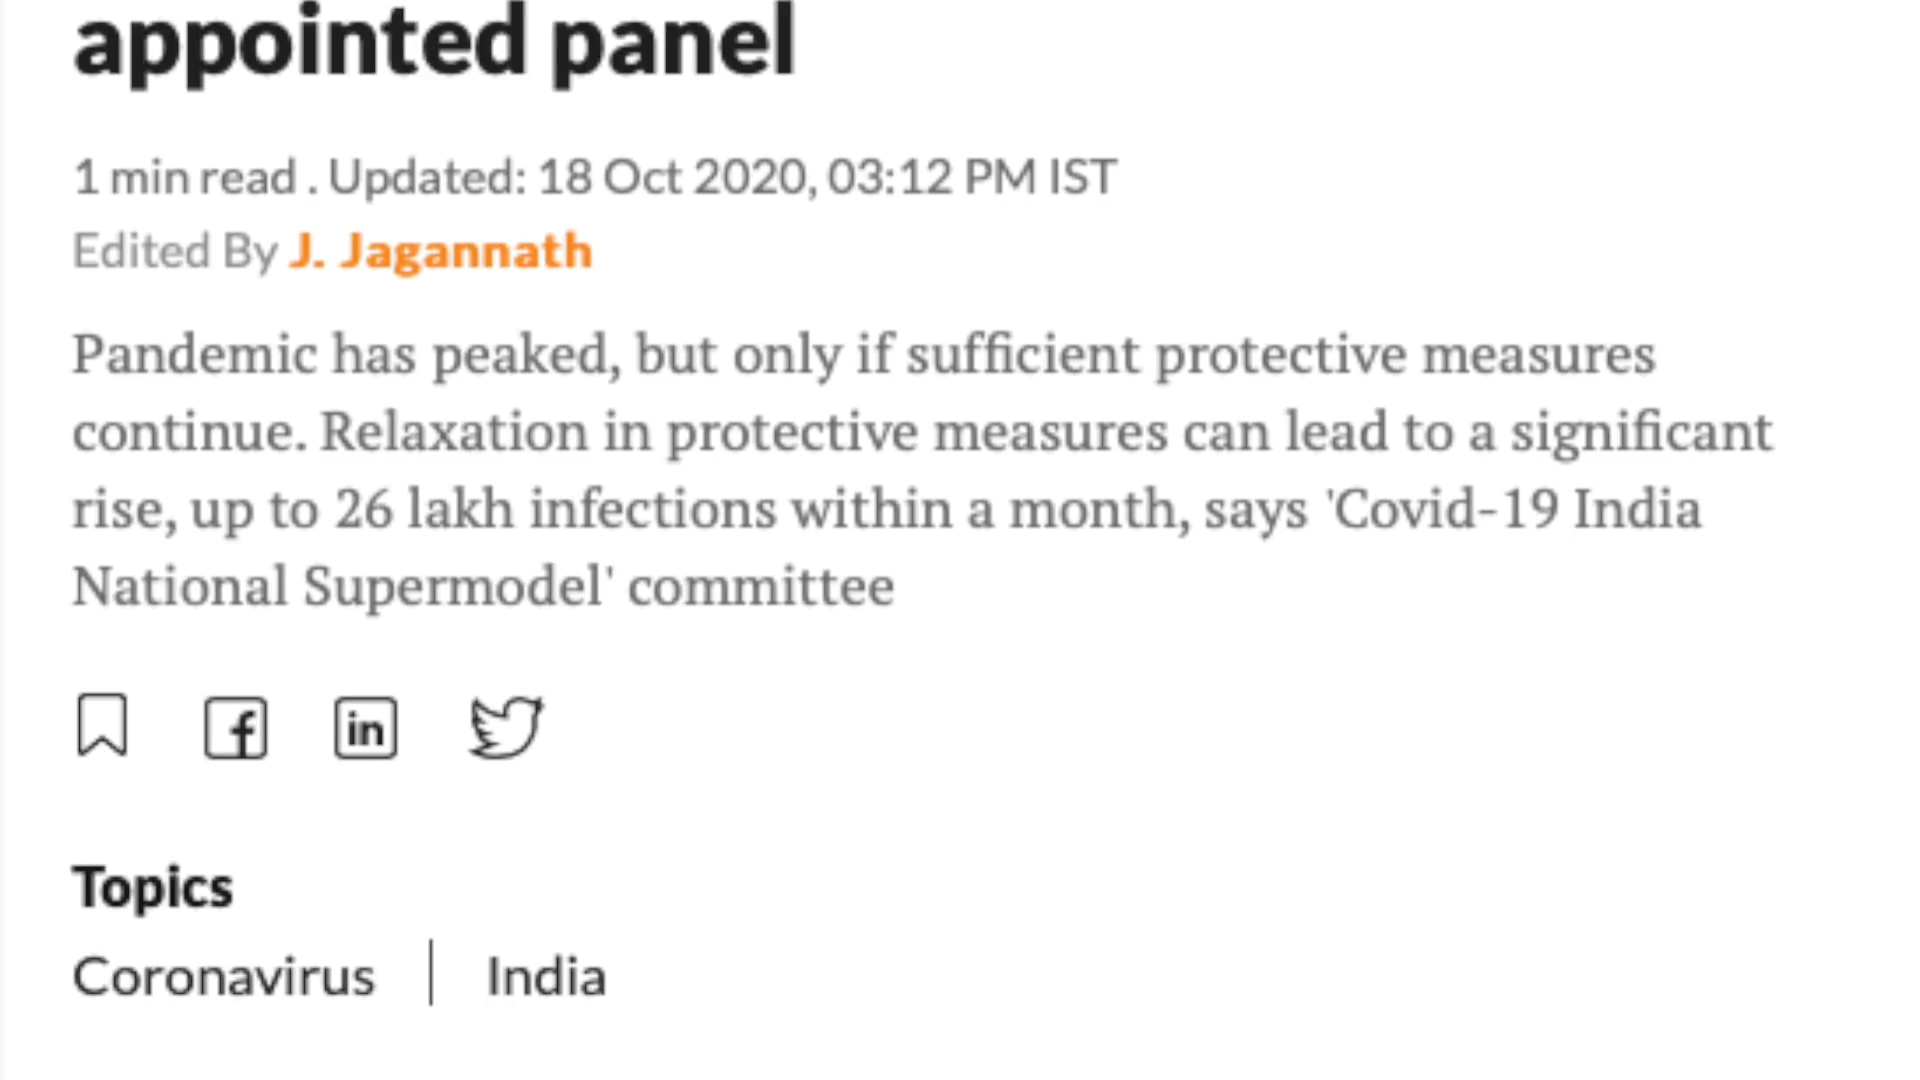 appointed panel
1 min read . Updated: 18 Oct 2020, 03:12 PM IST
Edited By J. Jagannath
Pandemic has peaked, but only if sufficient protective measures
continue. Relaxation in protective measures can lead to a significant
rise, up to 26 lakh infections within a month, says 'Covid-19 India
National Supermodel' committee
f in
Topics
Coronavirus | India